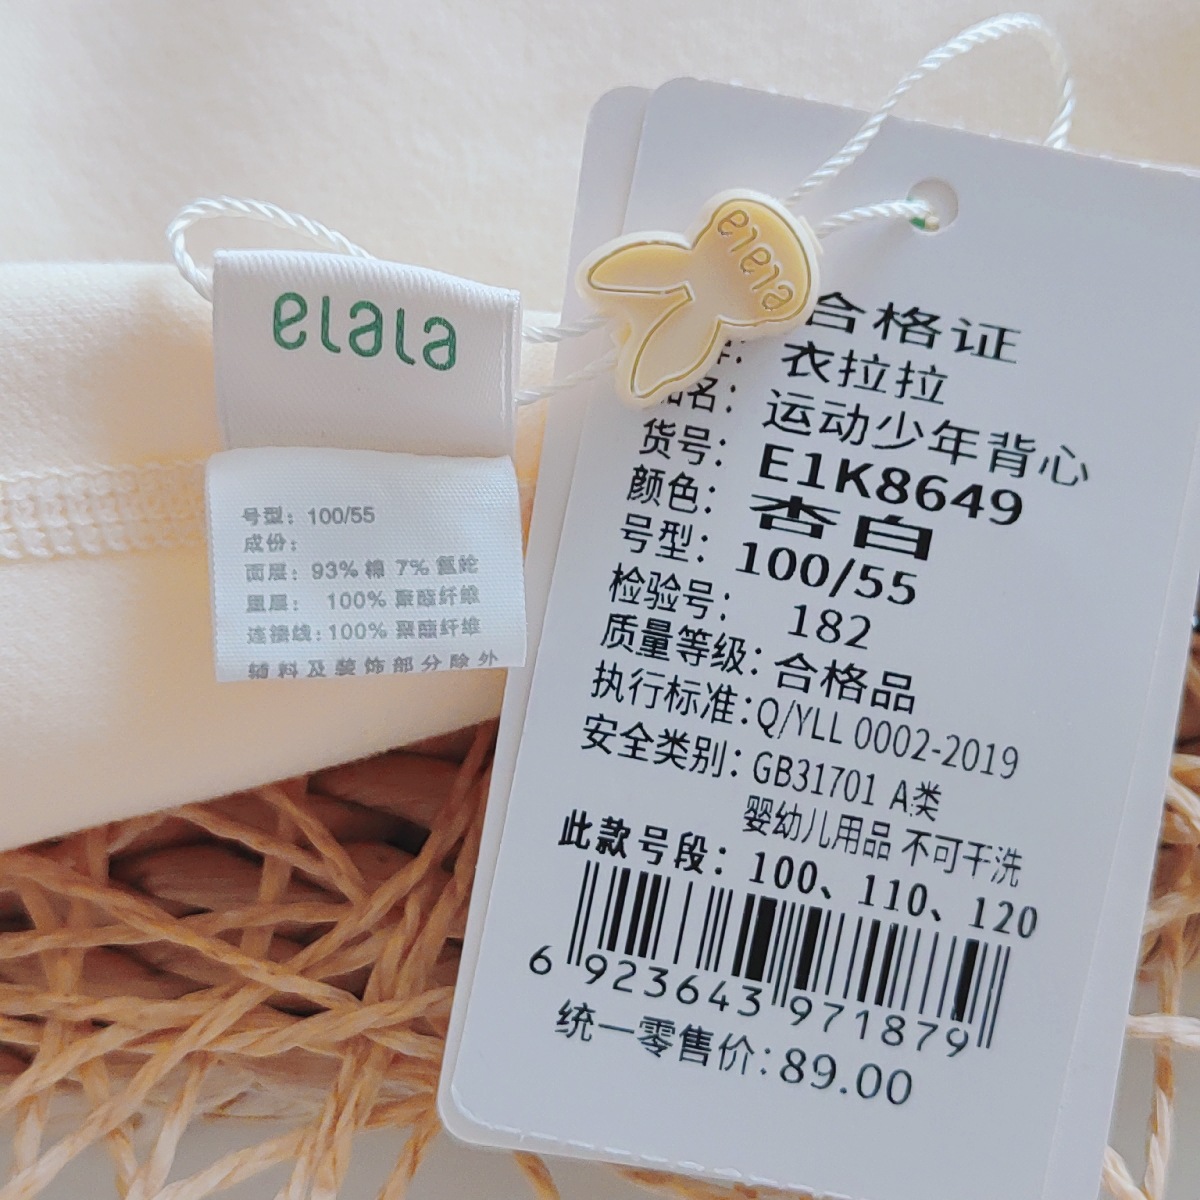 elala
号型：100/55
成份：
面层：93% 棉 7% 氨纶
里层： 100% 聚酯纤维
连接线：100% 聚酯纤维
辅料及装饰部分除外
elala
合格证
衣拉拉
品名：运动少年背心
货号：E1K8649
颜色：杏白
号型：100/55
检验号：182
质量等级：合格品
执行标准：Q/YLL 0002-2019
安全类别：GB31701 A类
婴幼儿用品 不可干洗
此款号段：100、110、120
6 923643 971879
统一零售价：89.00